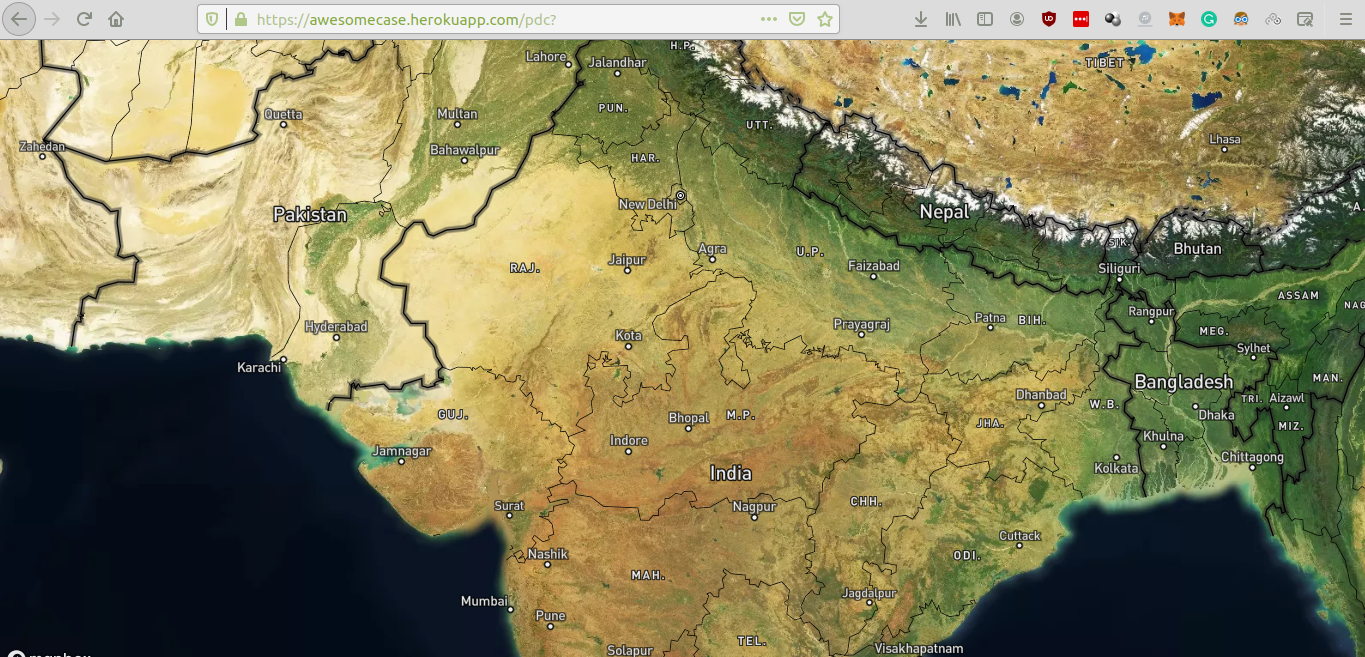 https://awesomecase.herokuapp.com/pdc?
H.P.
Lahore
Jalandhar
TIBET
PUN.
Quetta
Multan
UTT.
Lhasa
Zahedan
Bahawalpur
HAR.
New Delhi
Pakistan
Nepal
A.
SIK.
Bhutan
Agra
U.P.
Jaipur
RAJ.
Faizabad
Siliguri
ASSAM
NAG
Rangpur
Patna
BIH.
Hyderabad
Kota
Prayagraj
MEG.
Sylhet
Karachi
Bangladesh
MAN.
Dhanbad
TRI.
Aizawl
W.B.
GUJ.
Bhopal
M.P.
Dhaka
JHA.
MIZ.
Indore
Khulna
Jamnagar
Chittagong
Kolkata
India
CHH.
Surat
Nagpur
Cuttack
Nashik
ODI.
MAH.
Jagdalpur
Mumbai
Pune
TEL.
Solapur
Visakhapatnam
mapbox